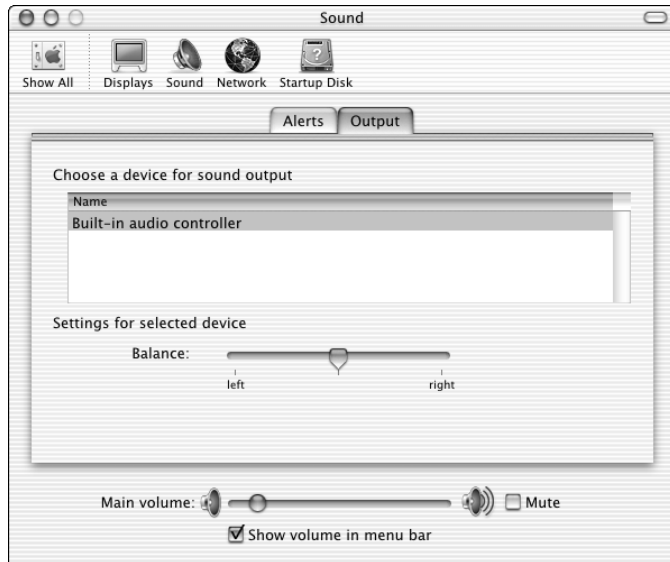 Sound
Show All Displays Sound Network Startup Disk
Alerts Output
Choose a device for sound output
Name
Built-in audio controller
Settings for selected device
Balance:
left right
Main volume: Mute
Show volume in menu bar